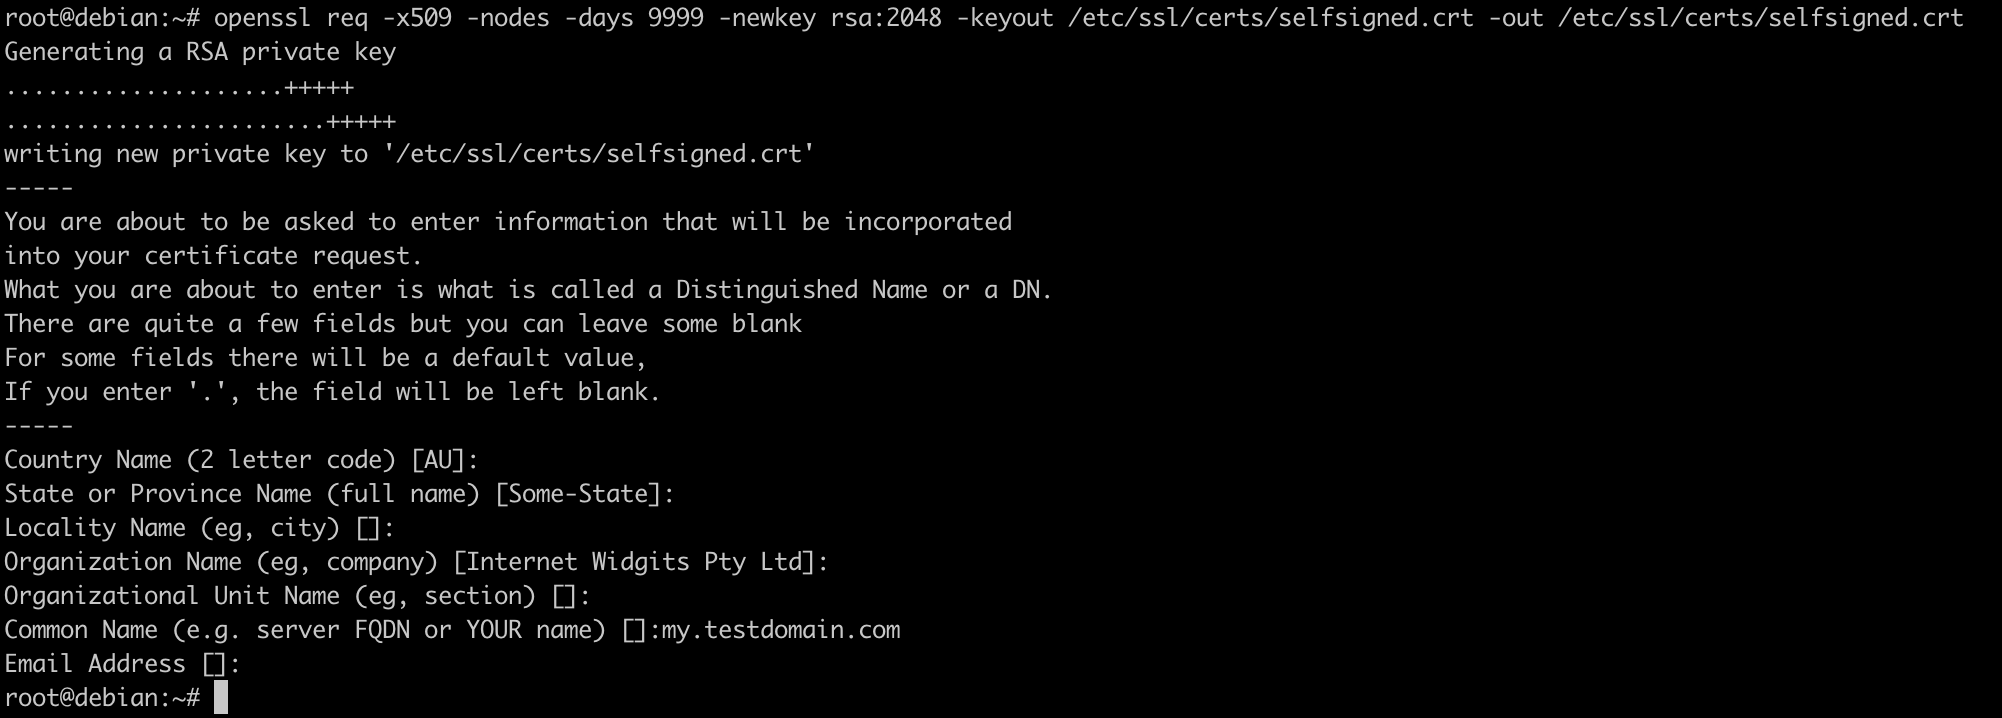 root@debian:~# openssl req -x509 -nodes -days 9999 -newkey rsa:2048 -keyout /etc/ssl/certs/selfsigned.crt -out /etc/ssl/certs/selfsigned.crt
Generating a RSA private key
....................+++++
.......................+++++
writing new private key to '/etc/ssl/certs/selfsigned.crt'
-----
You are about to be asked to enter information that will be incorporated
into your certificate request.
What you are about to enter is what is called a Distinguished Name or a DN.
There are quite a few fields but you can leave some blank
For some fields there will be a default value,
If you enter '.', the field will be left blank.
-----
Country Name (2 letter code) [AU]:
State or Province Name (full name) [Some-State]:
Locality Name (eg, city) []:
Organization Name (eg, company) [Internet Widgits Pty Ltd]:
Organizational Unit Name (eg, section) []:
Common Name (e.g. server FQDN or YOUR name) []:my.testdomain.com
Email Address []:
root@debian:~#